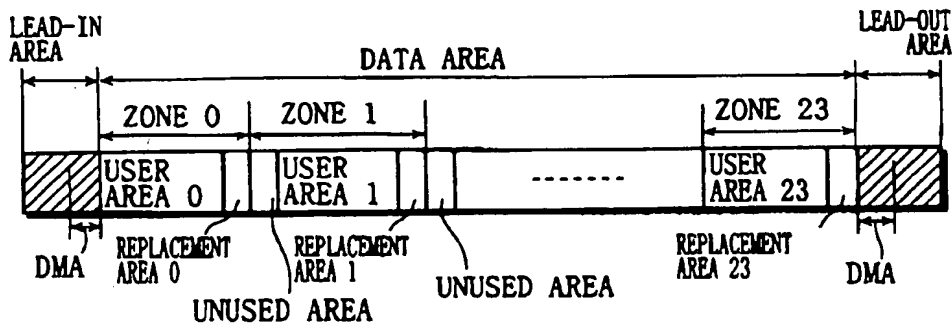 LEAD-IN
AREA
DATA AREA
LEAD-OUT
AREA
ZONE 0
ZONE 1
ZONE 23
USER
AREA 0
USER
AREA 1
-------
USER
AREA 23
DMA
REPLACEMENT
AREA 0
UNUSED AREA
REPLACEMENT
AREA 1
UNUSED AREA
REPLACEMENT
AREA 23
DMA